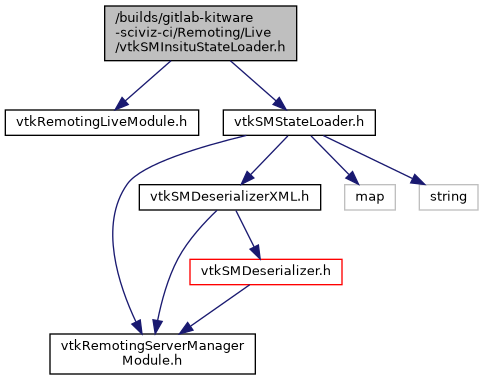 /builds/gitlab-kitware
-sciviz-ci/Remoting/Live
/vtkSMInsituStateLoader.h
vtkRemotingLiveModule.h
vtkSMStateLoader.h
vtkSMDeserializerXML.h
map
string
vtkSMDeserializer.h
vtkRemotingServerManager
Module.h